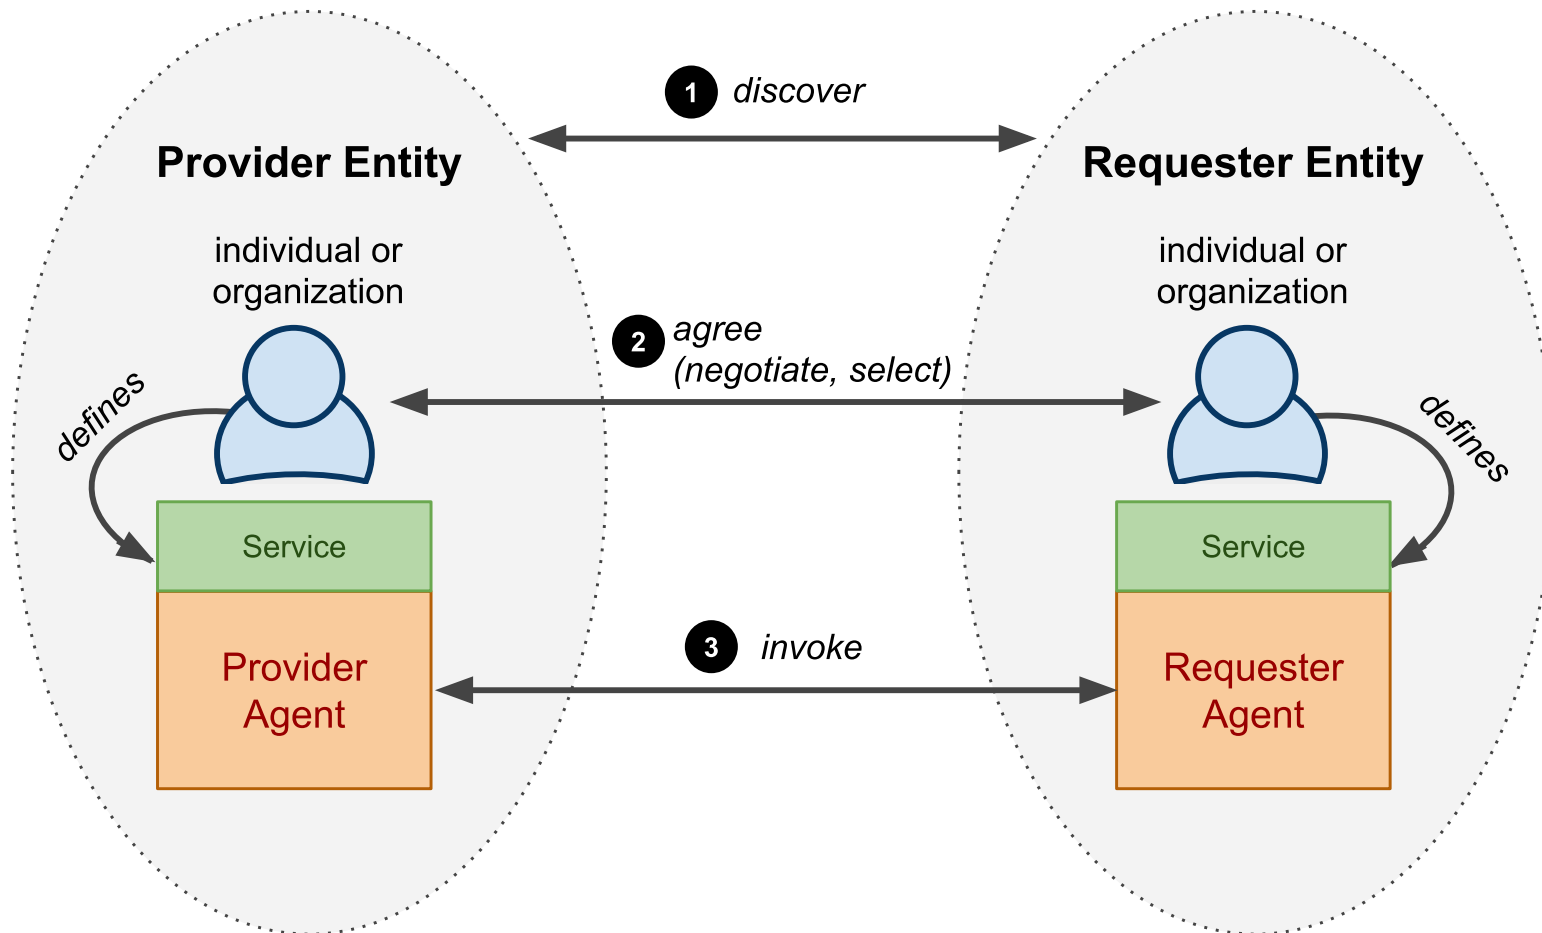 1 discover
Provider Entity
Requester Entity
individual or
organization
individual or
organization
2 agree
(negotiate, select)
defines
defines
Service
Service
3 invoke
Provider
Agent
Requester
Agent